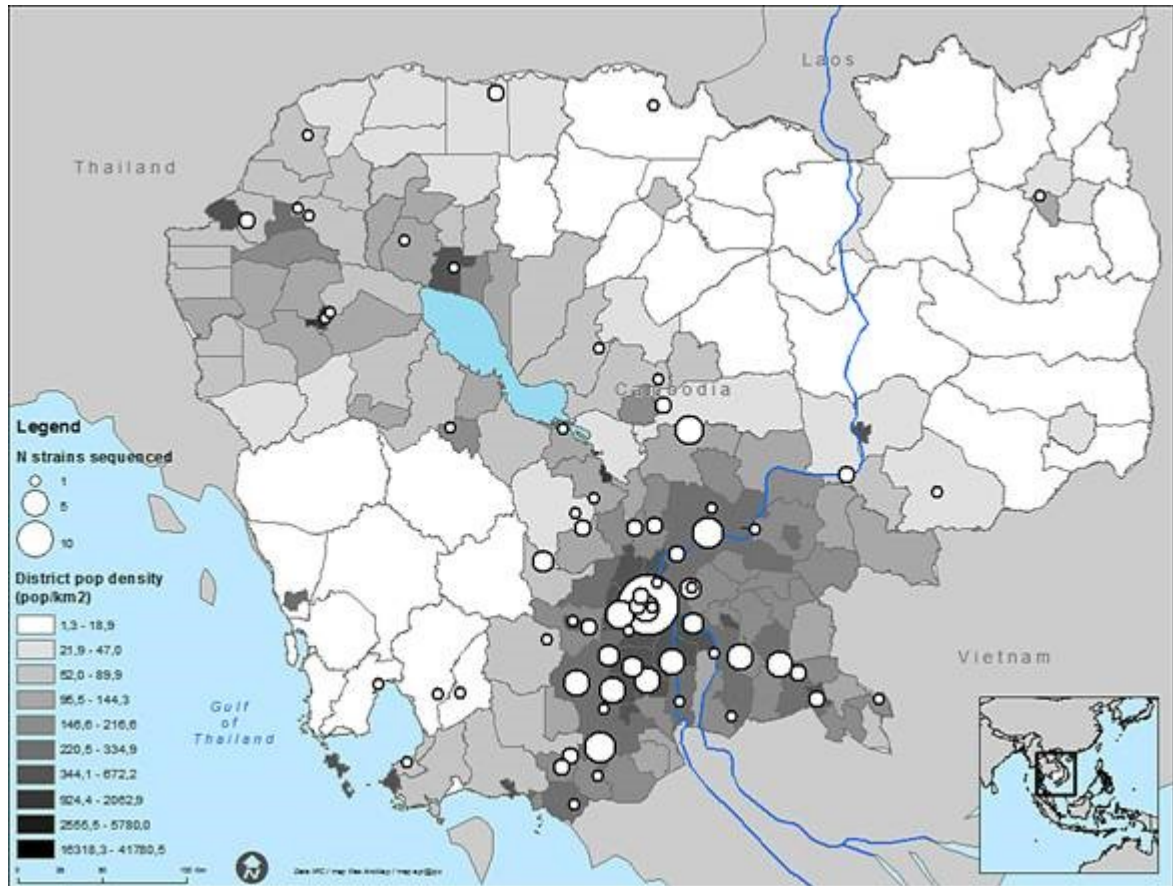 Laos
Thailand
Cambodia
Legend
N strains sequenced
1
5
10
District pop density
(pop/km2)
1,3 - 18,9
21,9 - 47,0
52,0 - 89,9
95,5 - 144,3
146,6 - 216,6
220,5 - 334,9
344,1 - 672,2
924,4 - 2062,9
2555,5 - 5780,0
16318,3 - 41780,5
Vietnam
Gulf
of
Thailand
0